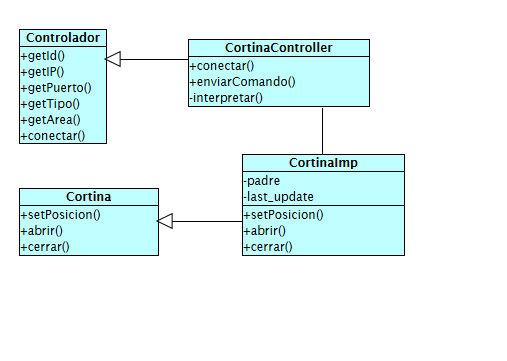 Controlador
+getId()
+getIP()
+getPuerto()
+getTipo()
+getArea()
+conectar()
CortinaController
+conectar()
+enviarComando()
-interpretar()
CortinaImp
-padre
-last_update
+setPosicion()
+abrir()
+cerrar()
Cortina
+setPosicion()
+abrir()
+cerrar()